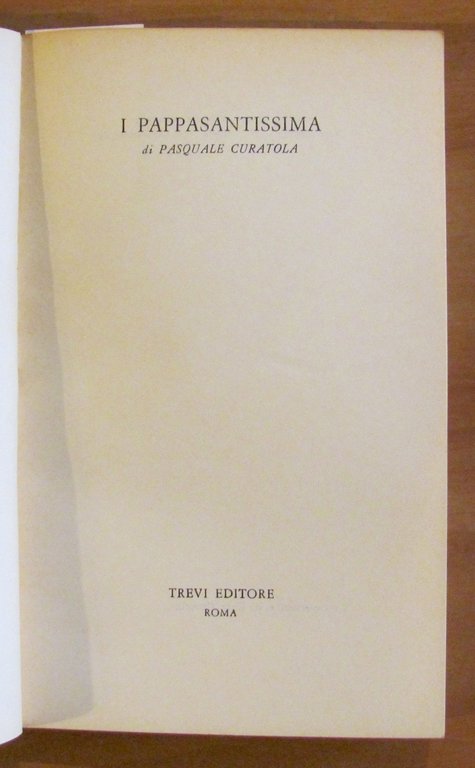 I PAPPASANTISSIMA
di PASQUALE CURATOLA
TREVI EDITORE
ROMA